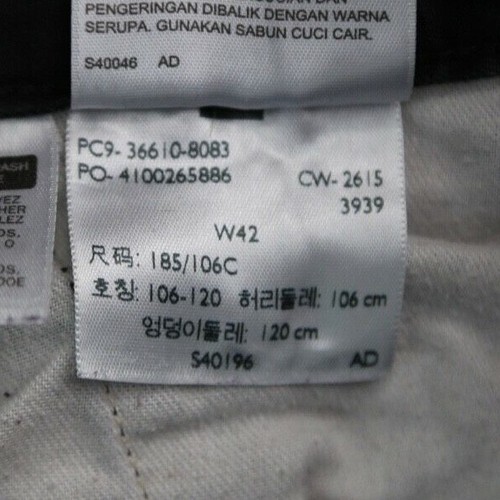 PENGERINGAN DIBALIK DENGAN WARNA
SERUPA. GUNAKAN SABUN CUCI CAIR.
S40046 AD
PC9- 36610-8083
PO- 4100265886 CW- 2615
3939
W42
尺码: 185/106C
호칭: 106-120 허리둘레: 106 cm
엉덩이둘레: 120 cm
S40196 AD